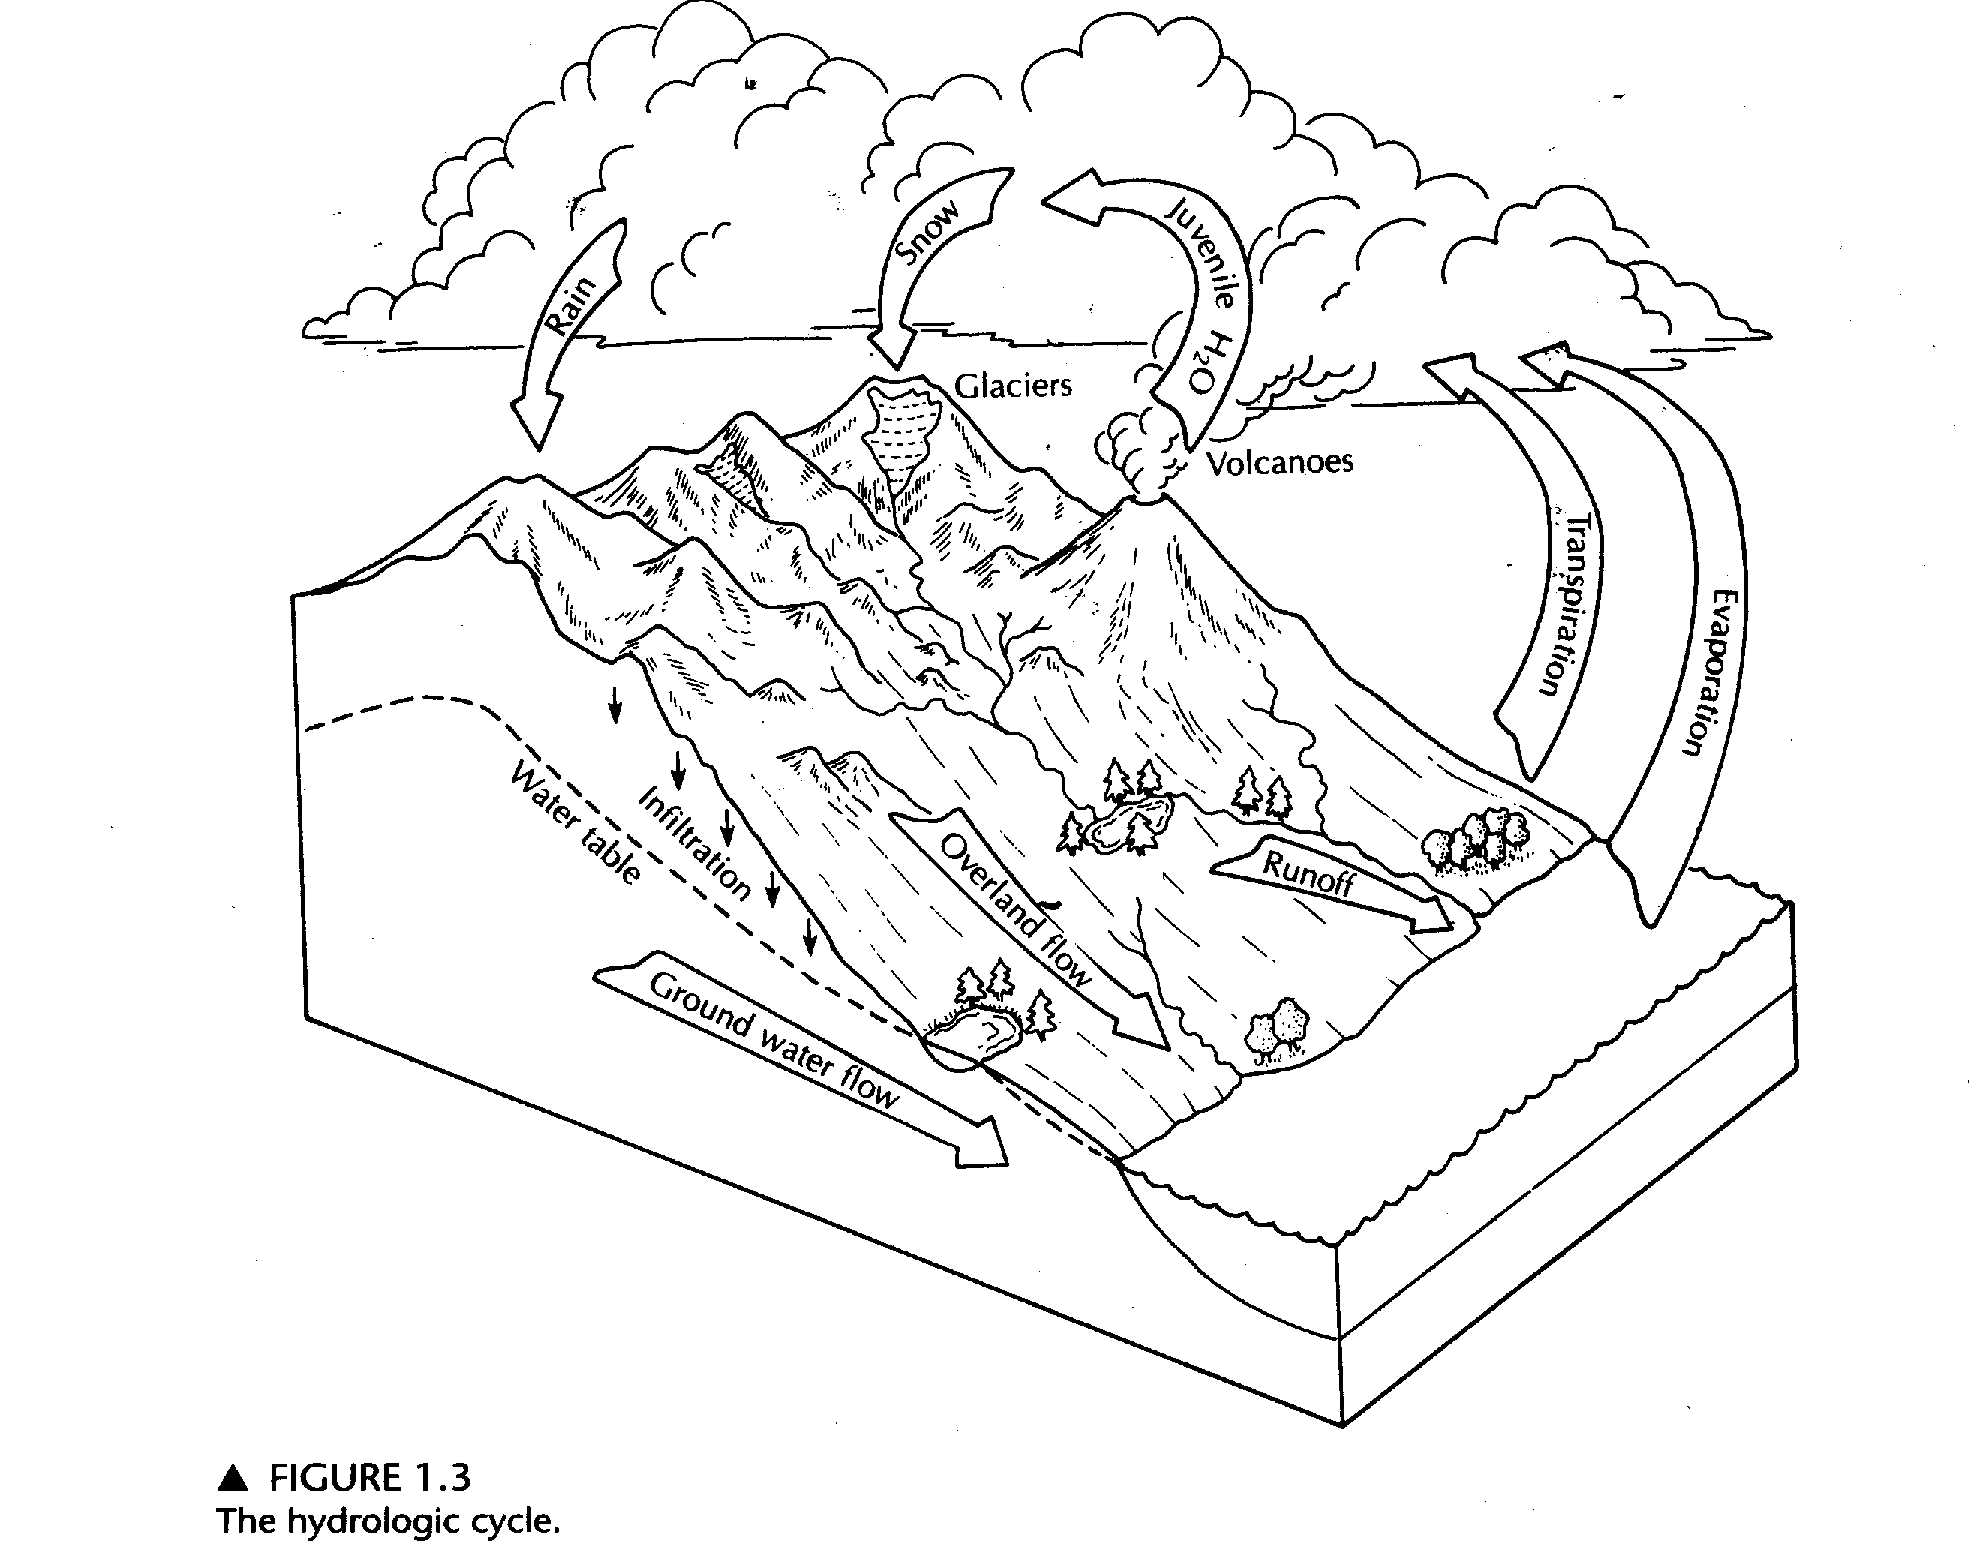 Juvenile H₂O
Snow
Rain
Glaciers
Volcanoes
Transpiration
Evaporation
Water table
Infiltration
Overland flow
Runoff
Ground water flow
▲ FIGURE 1.3
The hydrologic cycle.